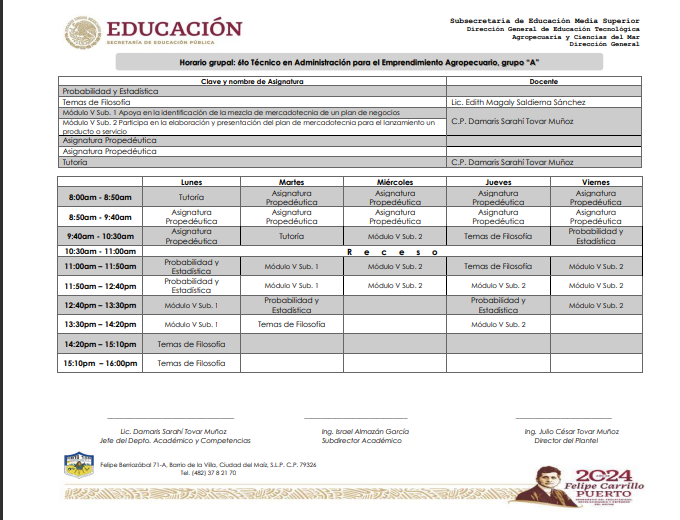 EDUCACIÓN
SECRETARÍA DE EDUCACIÓN PÚBLICA
Subsecretaría de Educación Media Superior
Dirección General de Educación Tecnológica
Agropecuaria y Ciencias del Mar
Dirección General
Horario grupal: 6to Técnico en Administración para el Emprendimiento Agropecuario, grupo "A"
Clave y nombre de Asignatura Docente
Probabilidad y Estadística
Temas de Filosofía Lic. Edith Magaly Saldierna Sánchez
Módulo V Sub. 1 Apoya en la identificación de la mezcla de mercadotecnia de un plan de negocios
C.P. Damaris Sarahí Tovar Muñoz
Módulo V Sub. 2 Participa en la elaboración y presentación del plan de mercadotecnia para el lanzamiento un
producto o servicio
Asignatura Propedéutica
Asignatura Propedéutica
Tutoría C.P. Damaris Sarahí Tovar Muñoz
Lunes Martes Miércoles Jueves Viernes
8:00am - 8:50am Tutoría Asignatura Propedéutica Asignatura Propedéutica Asignatura Propedéutica Asignatura Propedéutica
8:50am - 9:40am Asignatura Propedéutica Asignatura Propedéutica Asignatura Propedéutica Asignatura Propedéutica Asignatura Propedéutica
9:40am - 10:30am Asignatura Propedéutica Tutoría Módulo V Sub. 2 Temas de Filosofía Probabilidad y Estadística
10:30am - 11:00am R e c e s o
11:00am – 11:50am Probabilidad y Estadística Módulo V Sub. 1 Módulo V Sub. 2 Temas de Filosofía Módulo V Sub. 2
11:50am – 12:40pm Probabilidad y Estadística Módulo V Sub. 1 Módulo V Sub. 2 Módulo V Sub. 2 Módulo V Sub. 2
12:40pm – 13:30pm Módulo V Sub. 1 Probabilidad y Estadística Probabilidad y Estadística Módulo V Sub. 2
13:30pm – 14:20pm Módulo V Sub. 1 Temas de Filosofía Módulo V Sub. 2
14:20pm – 15:10pm Temas de Filosofía
15:10pm – 16:00pm Temas de Filosofía
Lic. Damaris Sarahí Tovar Muñoz Ing. Israel Almazán García Ing. Julio César Tovar Muñoz
Jefe del Depto. Académico y Competencias Subdirector Académico Director del Plantel
Felipe Berriozábal 71-A, Barrio de la Villa, Ciudad del Maíz, S.L.P. C.P. 79326
Tel. (482) 37 8 21 70
2024
Felipe Carrillo
PUERTO